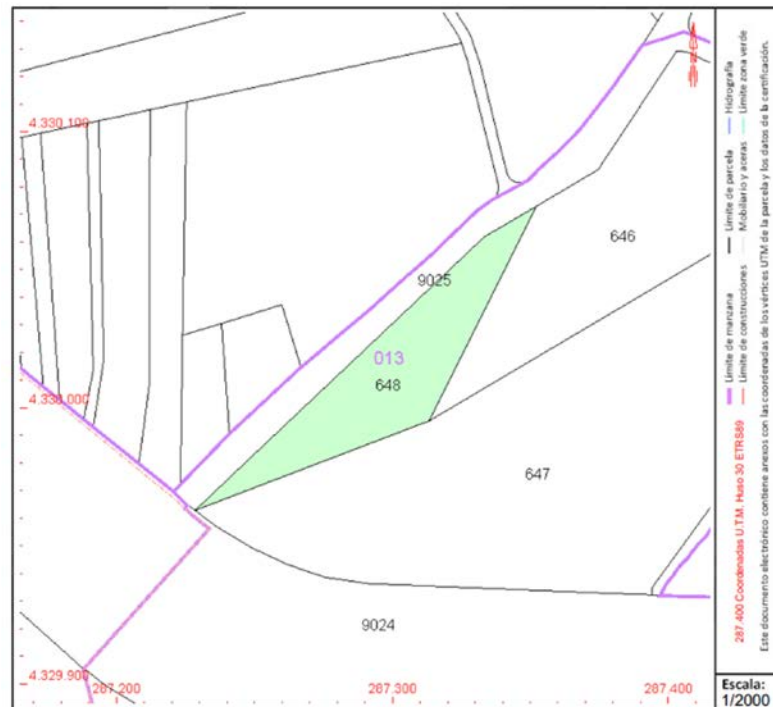 4.330.100
646
9025
013
648
4.330.000
647
9024
4.329.900
287.200
287.300
287.400
287.400 Coordenadas U.T.M. Huso 30 ETRS89
Límite de manzana
Límite de parcela
Hidrografía
Límite de construcciones
Mobiliario y aceras
Límite zona verde
Este documento electrónico contiene anexos con las coordenadas de los vértices UTM de la parcela y los datos de la certificación.
Escala:
1/2000